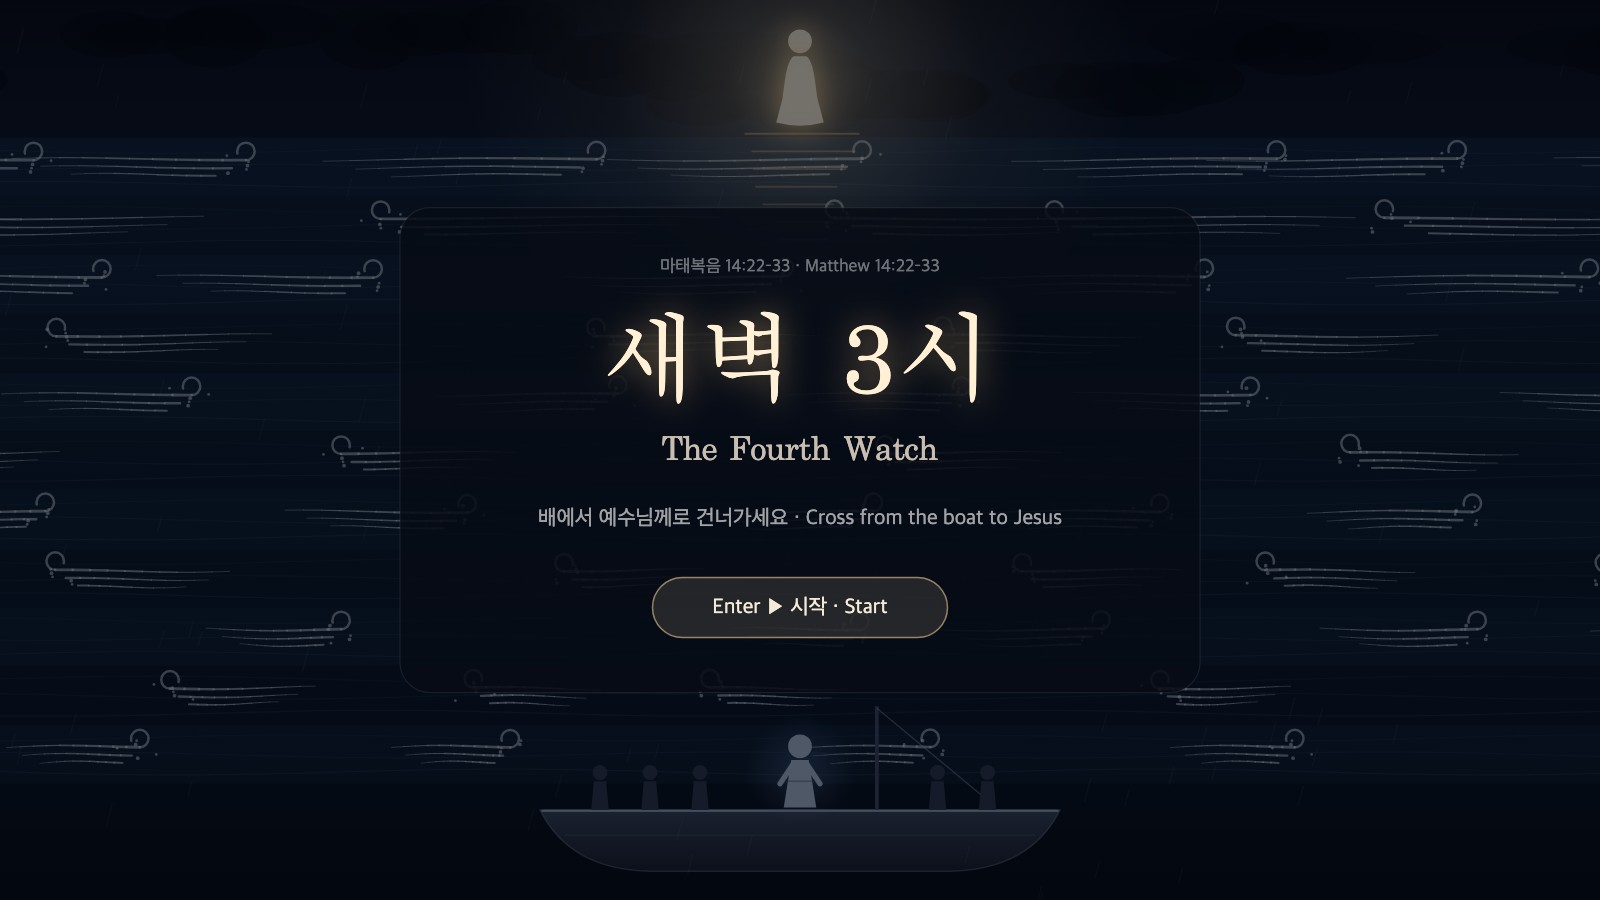 마태복음 14:22-33 · Matthew 14:22-33
새벽 3시
The Fourth Watch
배에서 예수님께로 건너가세요 · Cross from the boat to Jesus
Enter ▶ 시작 · Start